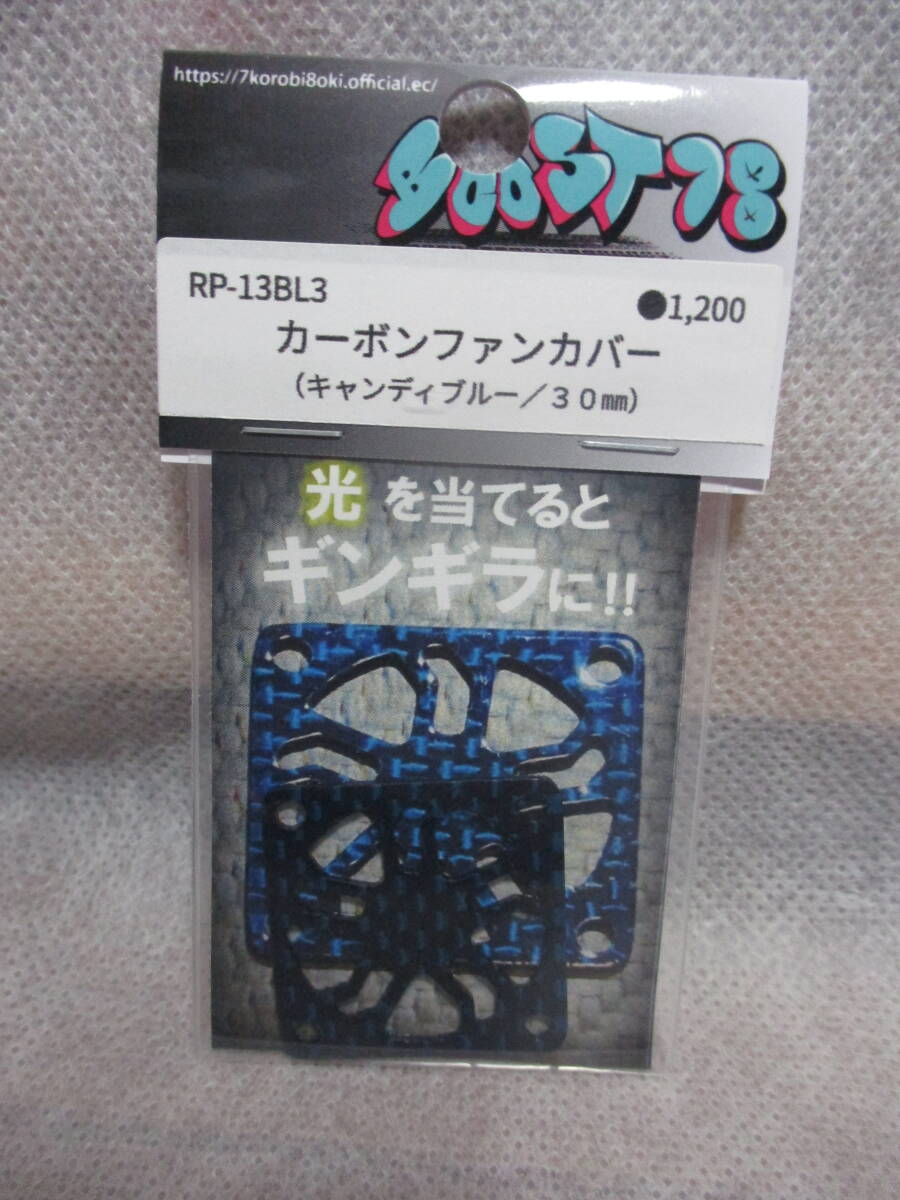 https://7korobi8oki.official.ec/
BOOST78
RP-13BL3
●1,200
カーボンファンカバー
（キャンディブルー／３０㎜）
光を当てると
ギンギラに!!